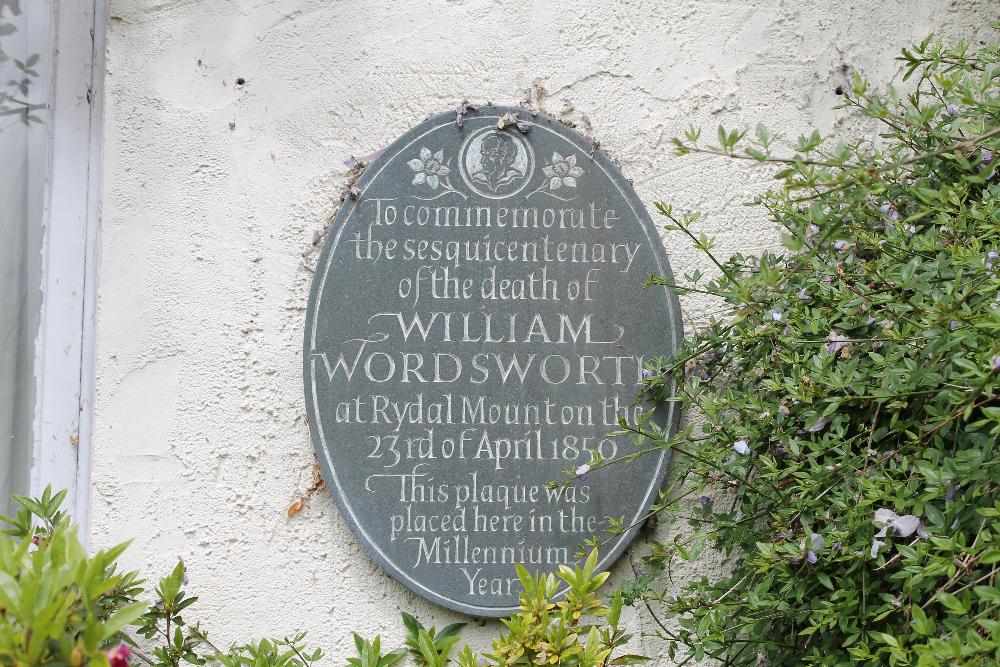 To commemorate
the sesquicentenary
of the death of
WILLIAM
WORDSWORTH
at Rydal Mount on the
23rd of April 1850
This plaque was
placed here in the
Millennium
Year